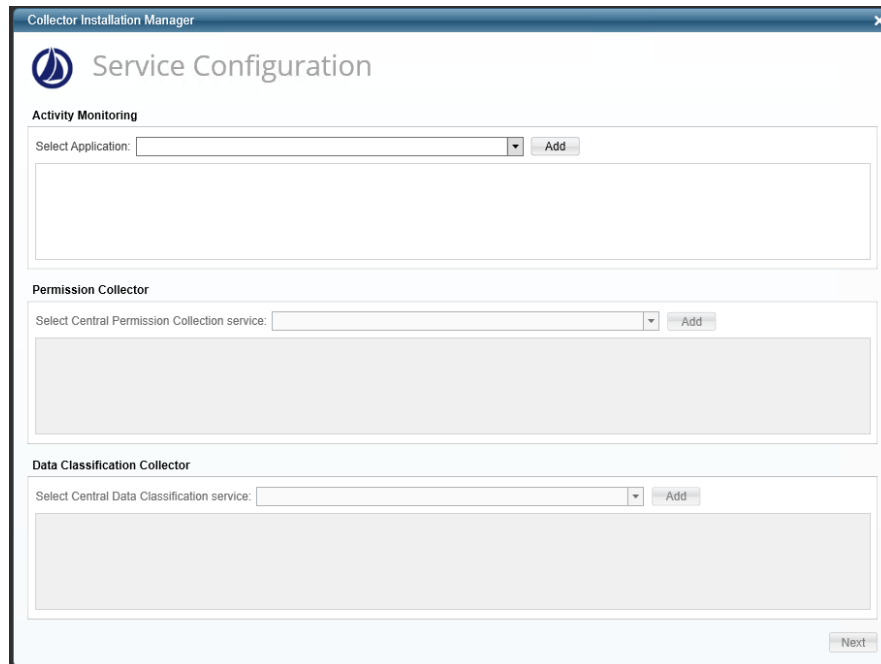 Collector Installation Manager
Service Configuration
Activity Monitoring
Select Application:
Add
Permission Collector
Select Central Permission Collection service:
Add
Data Classification Collector
Select Central Data Classification service:
Add
Next